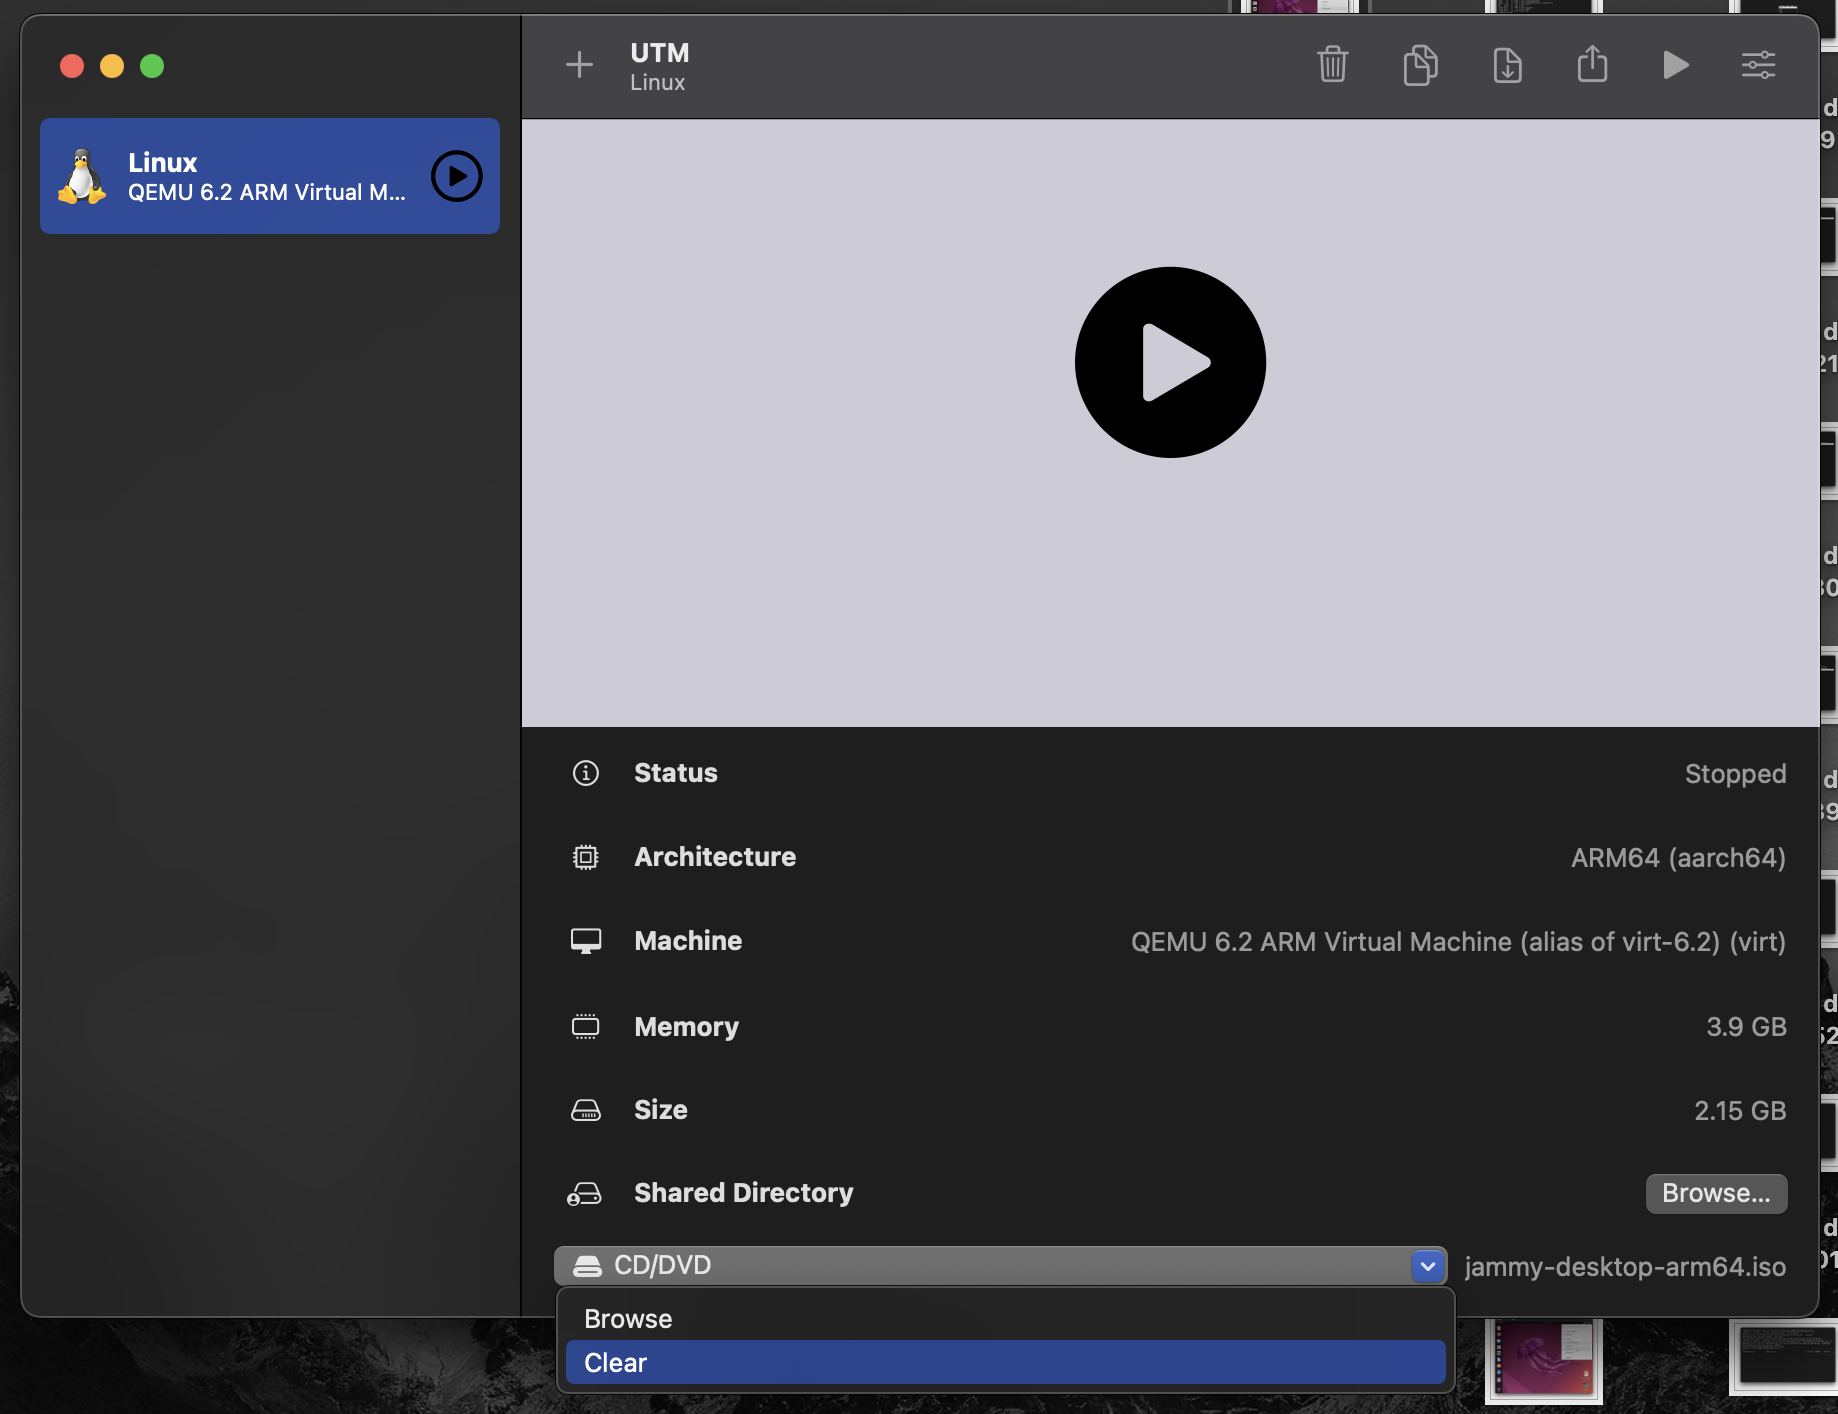 UTM
Linux
Linux
QEMU 6.2 ARM Virtual M...
Status
Stopped
Architecture
ARM64 (aarch64)
Machine
QEMU 6.2 ARM Virtual Machine (alias of virt-6.2) (virt)
Memory
3.9 GB
Size
2.15 GB
Shared Directory
Browse...
CD/DVD
jammy-desktop-arm64.iso
Browse
Clear